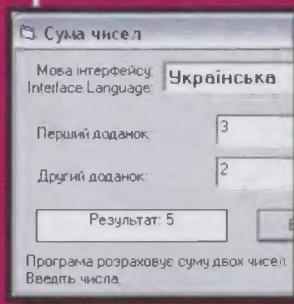 Сума чисел
Мова інтерфейсу:
Interface Language:
Українська
Перший доданок:
3
Другий доданок:
2
Результат: 5
Програма розраховує суму двох чисел
Введіть числа